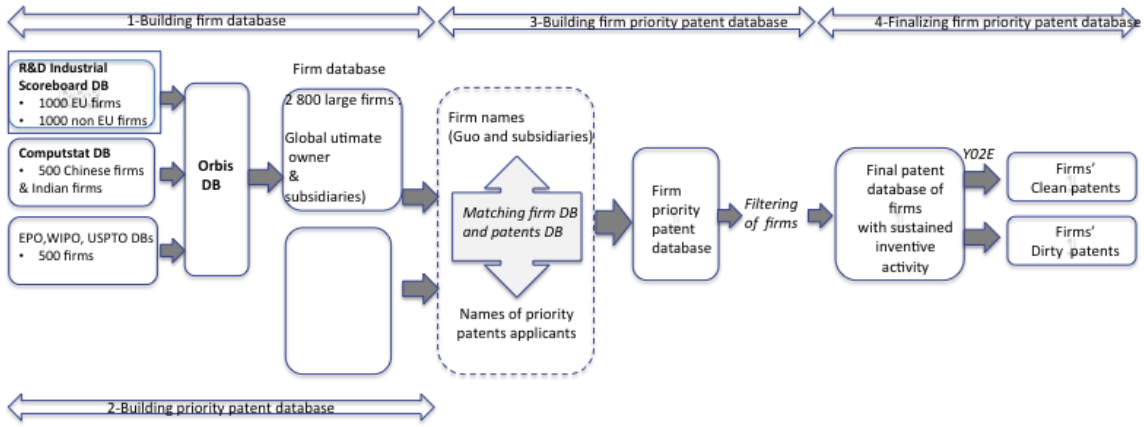 1-Building firm database
3-Building firm priority patent database
4-Finalizing firm priority patent database
R&D Industrial
Scoreboard DB
• 1000 EU firms
• 1000 non EU firms
Computstat DB
• 500 Chinese firms
& Indian firms
EPO,WIPO, USPTO DBs
• 500 firms
Orbis
DB
Firm database
2 800 large firms :
Global utimate
owner
&
subsidiaries)
Firm names
(Guo and subsidiaries)
Matching firm DB
and patents DB
Names of priority
patents applicants
Firm
priority
patent
database
Filtering
of firms
Final patent
database of
firms
with sustained
inventive
activity
Y02E
Firms'
Clean patents
Firms'
Dirty patents
2-Building priority patent database